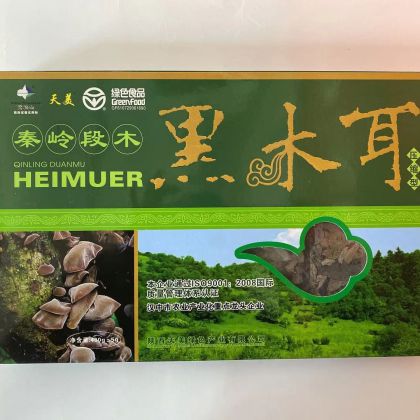 天美
绿色食品
GreenFood
秦岭段木
QINLING DUANMU
HEIMUER
黑木耳
本企业通过ISO9001：2008国际
质量管理体系认证
汉中市农业产业化重点龙头企业